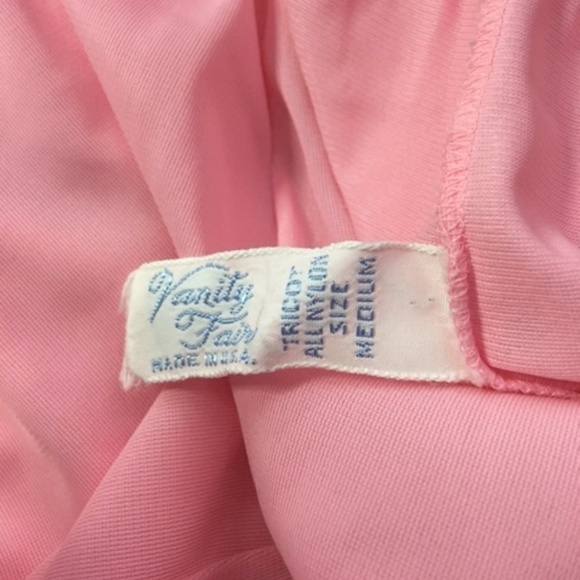 Vanity
Fair
MADE IN U.S.A.
TRICOT
ALL NYLON
SIZE
MEDIUM